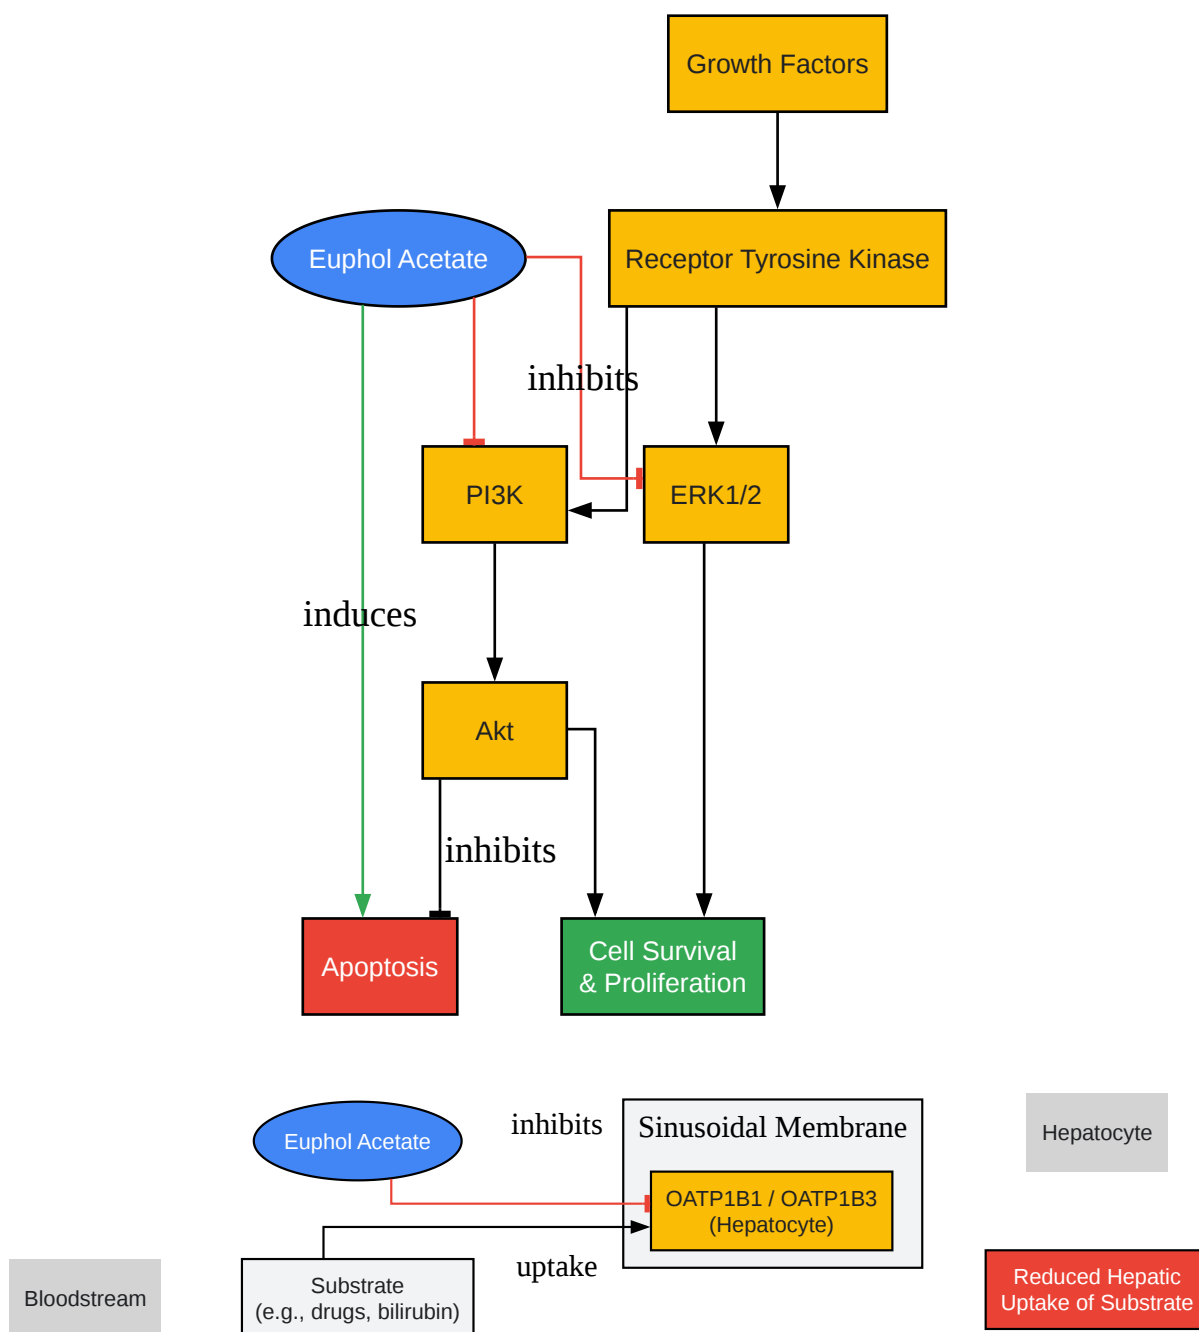 Growth Factors
Euphol Acetate
Receptor Tyrosine Kinase
inhibits
PI3K
ERK1/2
induces
Akt
inhibits
Apoptosis
Cell Survival
& Proliferation
Euphol Acetate
inhibits
Sinusoidal Membrane
Hepatocyte
OATP1B1 / OATP1B3
(Hepatocyte)
uptake
Bloodstream
Substrate
(e.g., drugs, bilirubin)
Reduced Hepatic
Uptake of Substrate